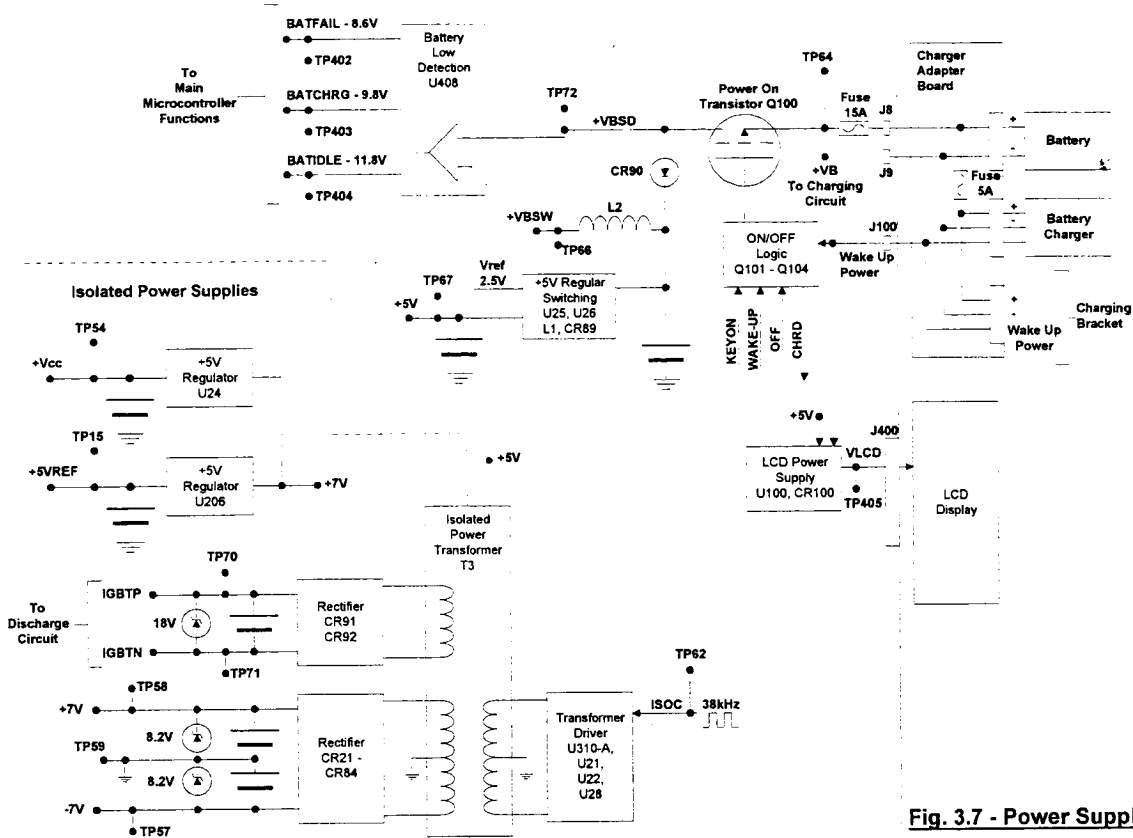 BATFAIL - 8.6V
TP402
BATCHRG - 9.8V
TP403
BATIDLE - 11.8V
TP404
To
Main
Microcontroller
Functions
Battery
Low
Detection
U408
TP72
+VBSD
Power On
Transistor Q100
TP64
Fuse
15A
J8
J9
+VB
To Charging
Circuit
Charger
Adapter
Board
+
-
Battery
Fuse
5A
+
-
Battery
Charger
J100
Wake Up
Power
+
-
Wake Up
Power
Charging
Bracket
CR90
L2
+VBSW
TP66
ON/OFF
Logic
Q101 - Q104
KEYON
WAKE-UP
OFF
CHRD
Vref
2.5V
TP67
+5V
+5V Regular
Switching
U25, U26
L1, CR89
Isolated Power Supplies
TP54
+Vcc
+5V
Regulator
U24
TP15
+5VREF
+5V
Regulator
U206
+7V
+5V
+5V
J400
LCD Power
Supply
U100, CR100
VLCD
TP405
LCD
Display
Isolated
Power
Transformer
T3
TP70
IGBTP
To
Discharge
Circuit
18V
IGBTN
TP71
Rectifier
CR91
CR92
TP58
+7V
8.2V
TP59
8.2V
-7V
TP57
Rectifier
CR21 -
CR84
Transformer
Driver
U310-A,
U21,
U22,
U28
TP62
ISOC
38kHz
Fig. 3.7 - Power Suppl